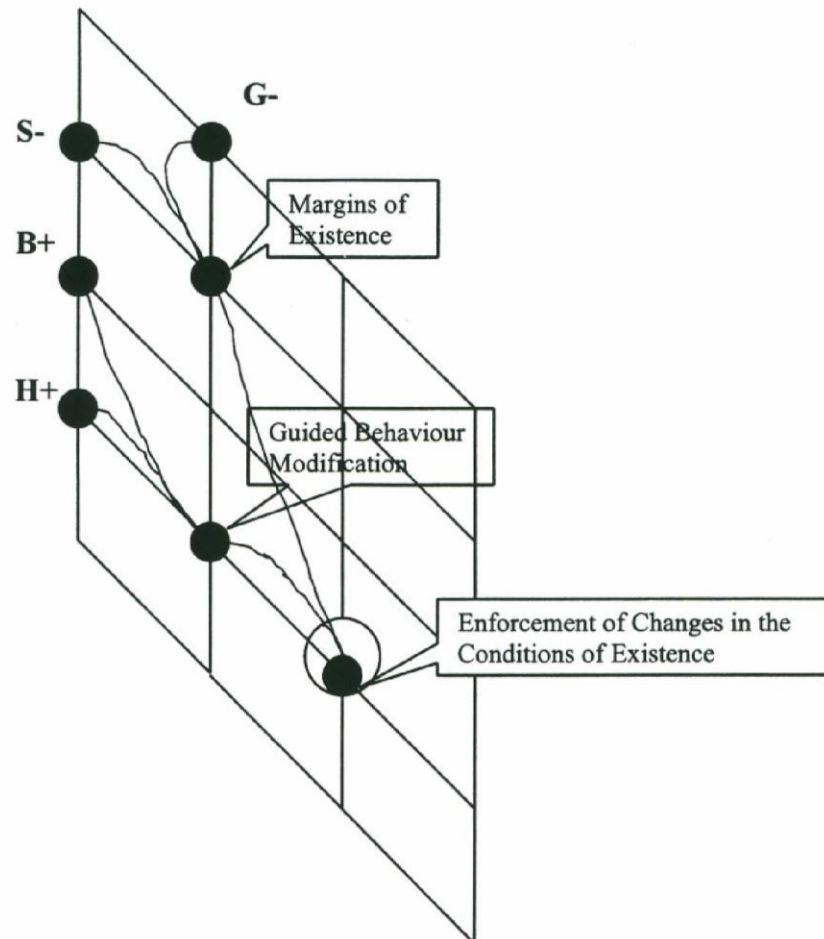 G-
S-
Margins of
Existence
B+
H+
Guided Behaviour
Modification
Enforcement of Changes in the
Conditions of Existence